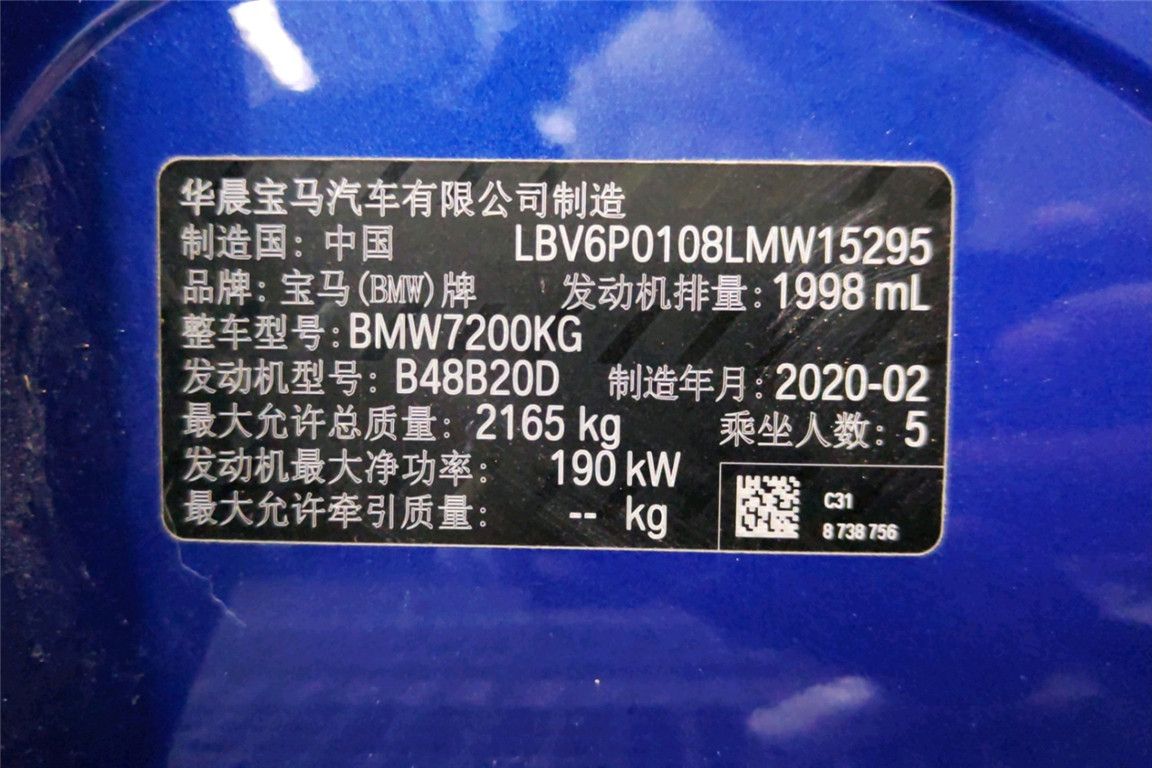 华晨宝马汽车有限公司制造
制造国：中国 LBV6P0108LMW15295
品牌：宝马(BMW)牌 发动机排量：1998 mL
整车型号：BMW7200KG
发动机型号：B48B20D 制造年月：2020-02
最大允许总质量：2165 kg 乘坐人数：5
发动机最大净功率： 190 kW
最大允许牵引质量： -- kg
C31
8 738 756